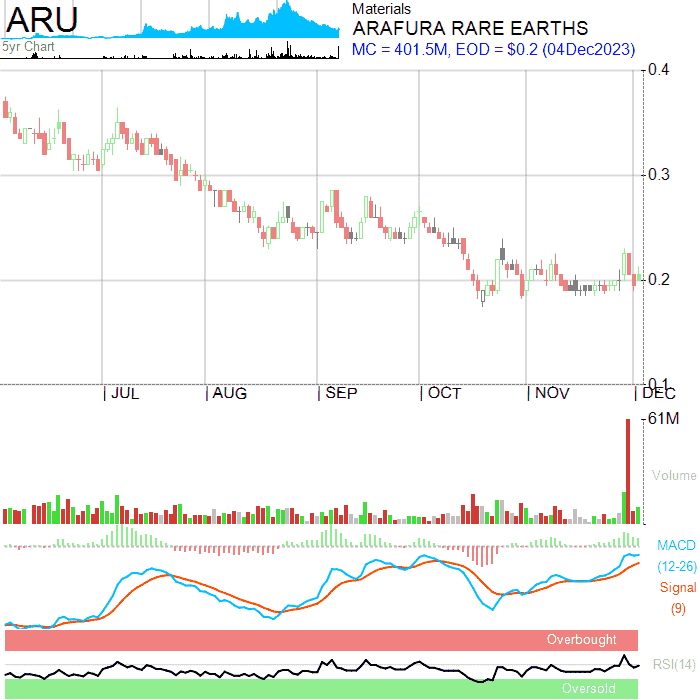 ARU
5yr Chart
Materials
ARAFURA RARE EARTHS
MC = 401.5M, EOD = $0.2 (04Dec2023)
0.4
0.3
0.2
0.1
JUL
AUG
SEP
OCT
NOV
DEC
61M
Volume
MACD
(12-26)
Signal
(9)
Overbought
RSI(14)
Oversold